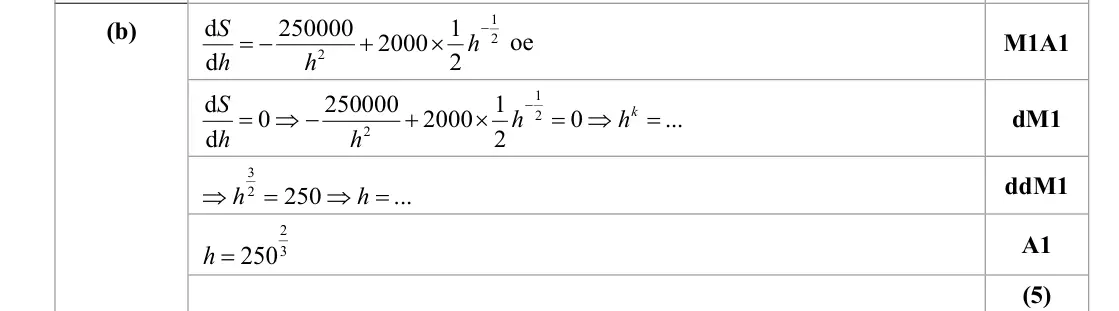 (b) dS/dh = −250000/h² + 2000 × 1/2 h^(−1/2) oe M1A1
dS/dh = 0 ⇒ −250000/h² + 2000 × 1/2 h^(−1/2) = 0 ⇒ h^k = ... dM1
⇒ h^(3/2) = 250 ⇒ h = ... ddM1
h = 250^(2/3) A1
(5)